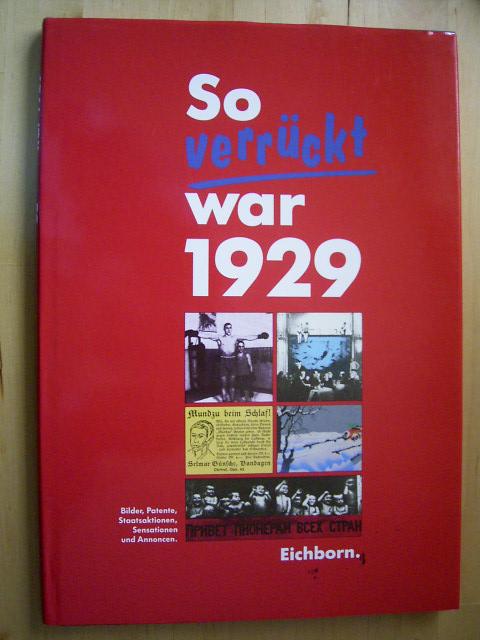 So
verrückt
war
1929
Mundzu beim Schlaf!
Selmar Günsche, Bandagen
ПРИВЕТ ПИОНЕРАМ ВСЕХ СТРАН
Bilder, Patente,
Staatsaktionen,
Sensationen
und Annoncen.
Eichborn.